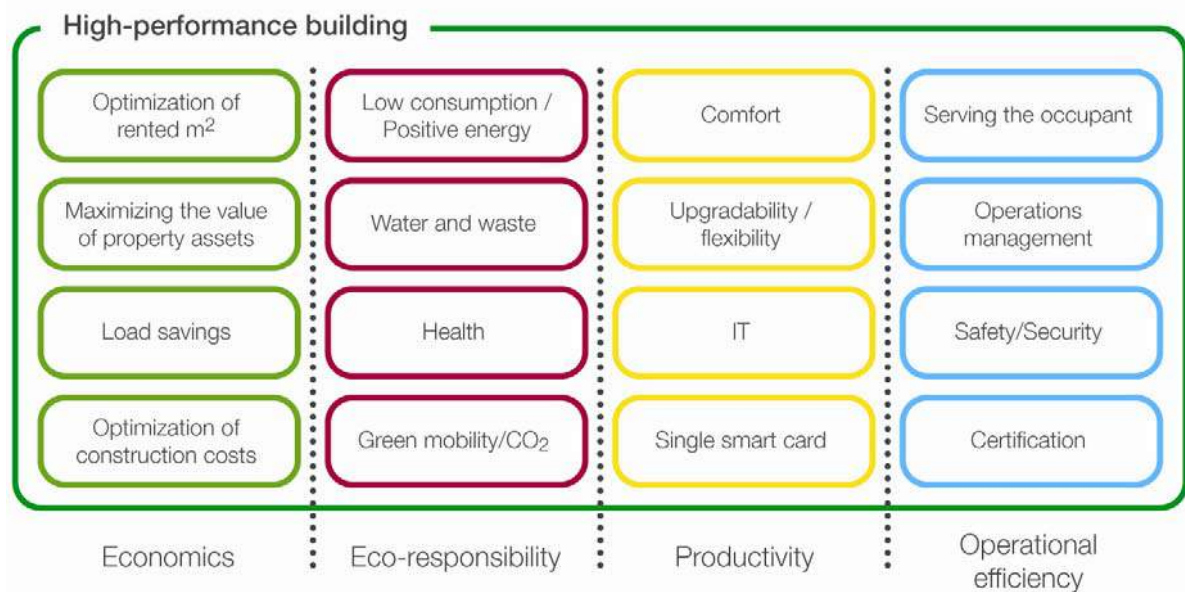 High-performance building
Optimization of
rented m²
Low consumption /
Positive energy
Comfort
Serving the occupant
Maximizing the value
of property assets
Water and waste
Upgradability /
flexibility
Operations
management
Load savings
Health
IT
Safety/Security
Optimization of
construction costs
Green mobility/CO₂
Single smart card
Certification
Economics
Eco-responsibility
Productivity
Operational
efficiency